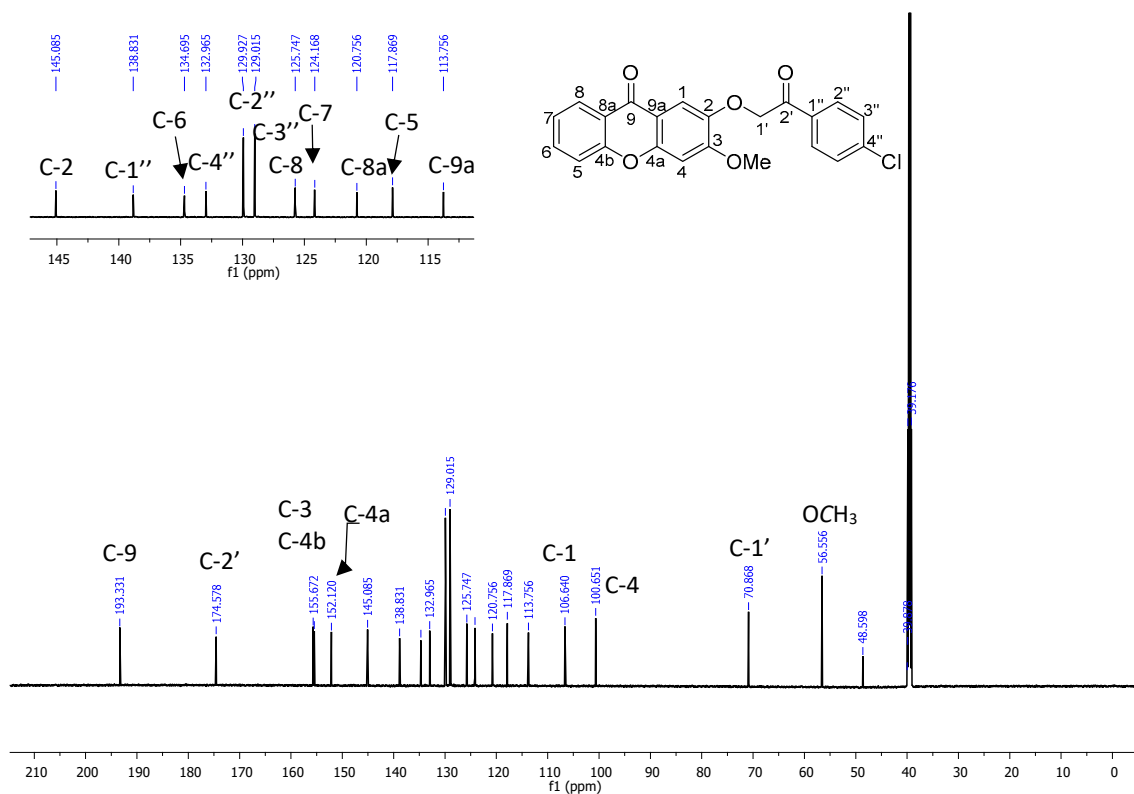 145.085
138.831
134.695
132.965
129.927
129.015
125.747
124.168
120.756
117.869
113.756
C-2
C-1''
C-6
C-4''
C-2''
C-3''
C-8
C-7
C-8a
C-5
C-9a
145 140 135 130 125 120 115
f1 (ppm)
O O
8 1 2''
7 8a 9a 2 O 2' 1'' 3''
9 1'
6 4b 4a 3 4''
5 O 4 OMe Cl
C-9
C-2'
C-3
C-4b
C-4a
C-1
C-4
C-1'
OCH3
193.331
174.578
155.672
152.120
145.085
138.831
132.965
129.015
125.747
120.756
117.869
113.756
106.640
100.651
70.868
56.556
48.598
210 200 190 180 170 160 150 140 130 120 110 100 90 80 70 60 50 40 30 20 10 0
f1 (ppm)